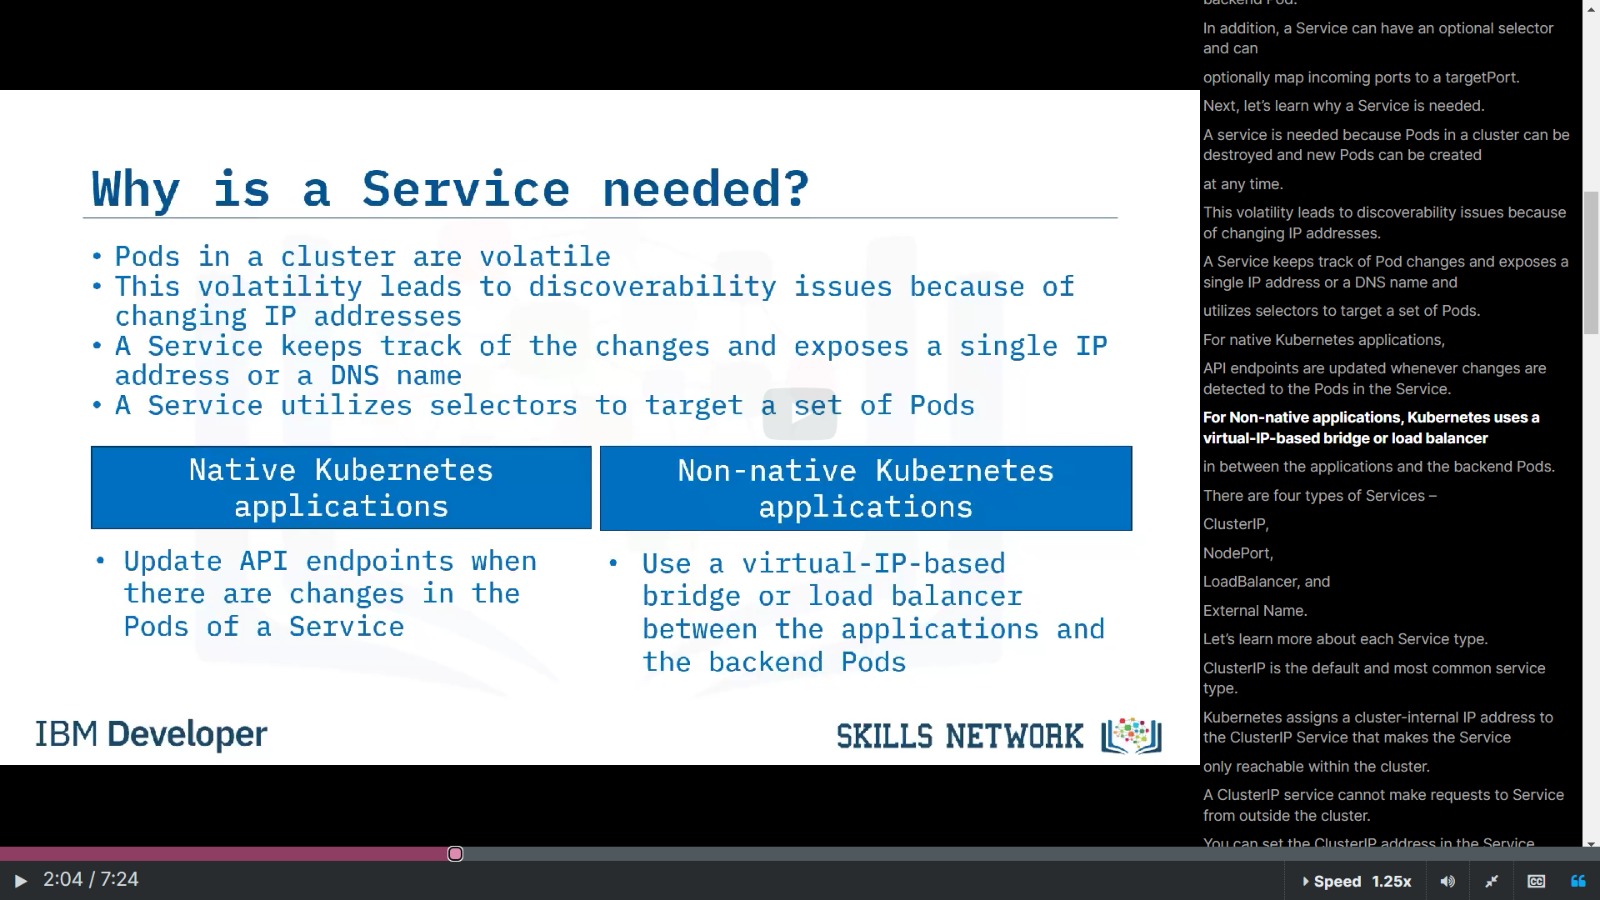 Why is a Service needed?
• Pods in a cluster are volatile
• This volatility leads to discoverability issues because of
changing IP addresses
• A Service keeps track of the changes and exposes a single IP
address or a DNS name
• A Service utilizes selectors to target a set of Pods
Native Kubernetes
applications
• Update API endpoints when
there are changes in the
Pods of a Service
Non-native Kubernetes
applications
• Use a virtual-IP-based
bridge or load balancer
between the applications and
the backend Pods
IBM Developer
SKILLS NETWORK
backend Pod.
In addition, a Service can have an optional selector
and can
optionally map incoming ports to a targetPort.
Next, let's learn why a Service is needed.
A service is needed because Pods in a cluster can be
destroyed and new Pods can be created
at any time.
This volatility leads to discoverability issues because
of changing IP addresses.
A Service keeps track of Pod changes and exposes a
single IP address or a DNS name and
utilizes selectors to target a set of Pods.
For native Kubernetes applications,
API endpoints are updated whenever changes are
detected to the Pods in the Service.
For Non-native applications, Kubernetes uses a
virtual-IP-based bridge or load balancer
in between the applications and the backend Pods.
There are four types of Services –
ClusterIP,
NodePort,
LoadBalancer, and
External Name.
Let's learn more about each Service type.
ClusterIP is the default and most common service
type.
Kubernetes assigns a cluster-internal IP address to
the ClusterIP Service that makes the Service
only reachable within the cluster.
A ClusterIP service cannot make requests to Service
from outside the cluster.
You can set the ClusterIP address in the Service
2:04 / 7:24
Speed 1.25x
CC